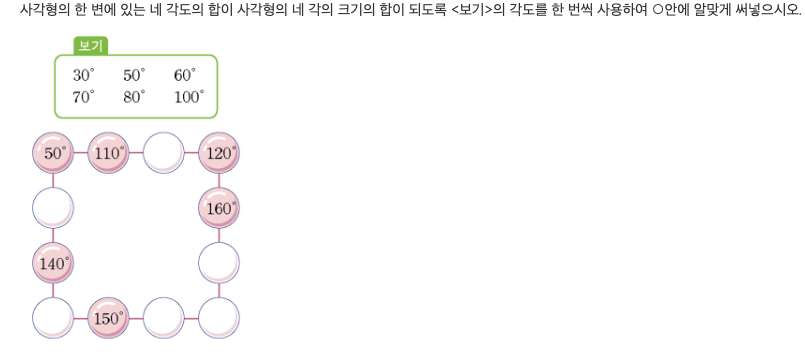 사각형의 한 변에 있는 네 각도의 합이 사각형의 네 각의 크기의 합이 되도록 <보기>의 각도를 한 번씩 사용하여 ○안에 알맞게 써넣으시오.
보기
30° 50° 60°
70° 80° 100°
50° 110° 120°
160°
140°
150°